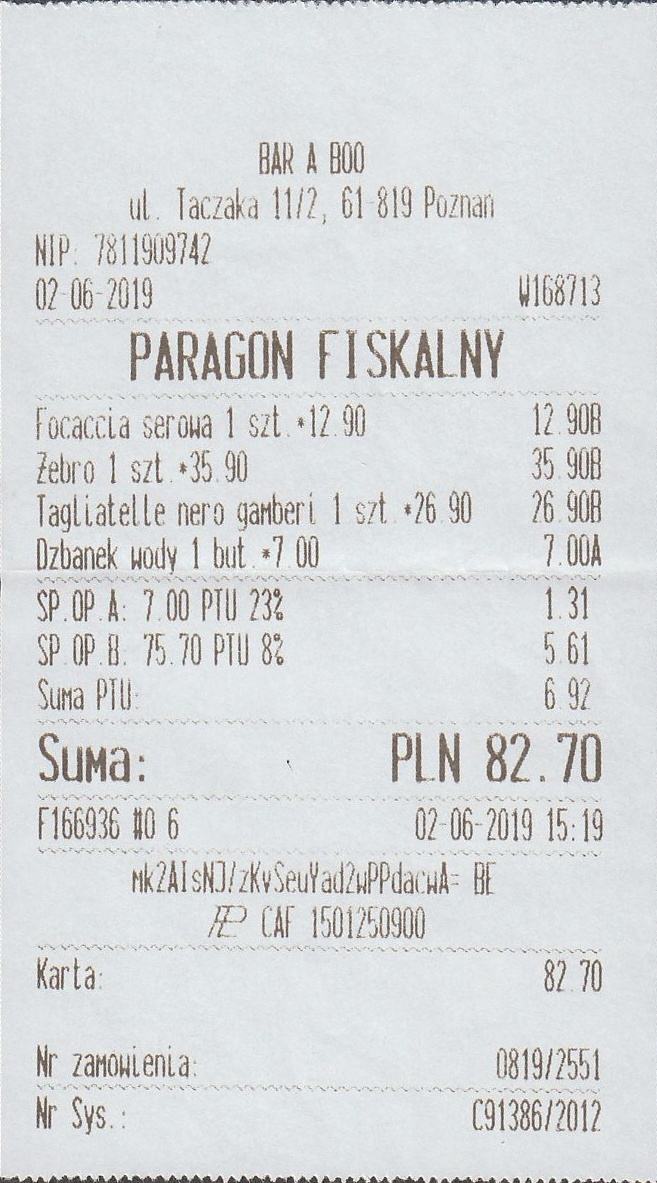 BAR A BOO
ul. Taczaka 11/2, 61-819 Poznań
NIP: 7811909742
02-06-2019 W168713
PARAGON FISKALNY
Focaccia serowa 1 szt.*12.90 12.90B
Żebro 1 szt.*35.90 35.90B
Tagliatelle nero gamberi 1 szt.*26.90 26.90B
Dzbanek wody 1 but.*7.00 7.00A
SP.OP.A: 7.00 PTU 23% 1.31
SP.OP.B: 75.70 PTU 8% 5.61
Suma PTU: 6.92
Suma: PLN 82.70
F166936 #0 6 02-06-2019 15:19
mk2AIsNJ/zKvSeuYad2wPPdacwA= BE
CAF 1501250900
Karta: 82.70
Nr zamowienia: 0819/2551
Nr Sys.: C91386/2012